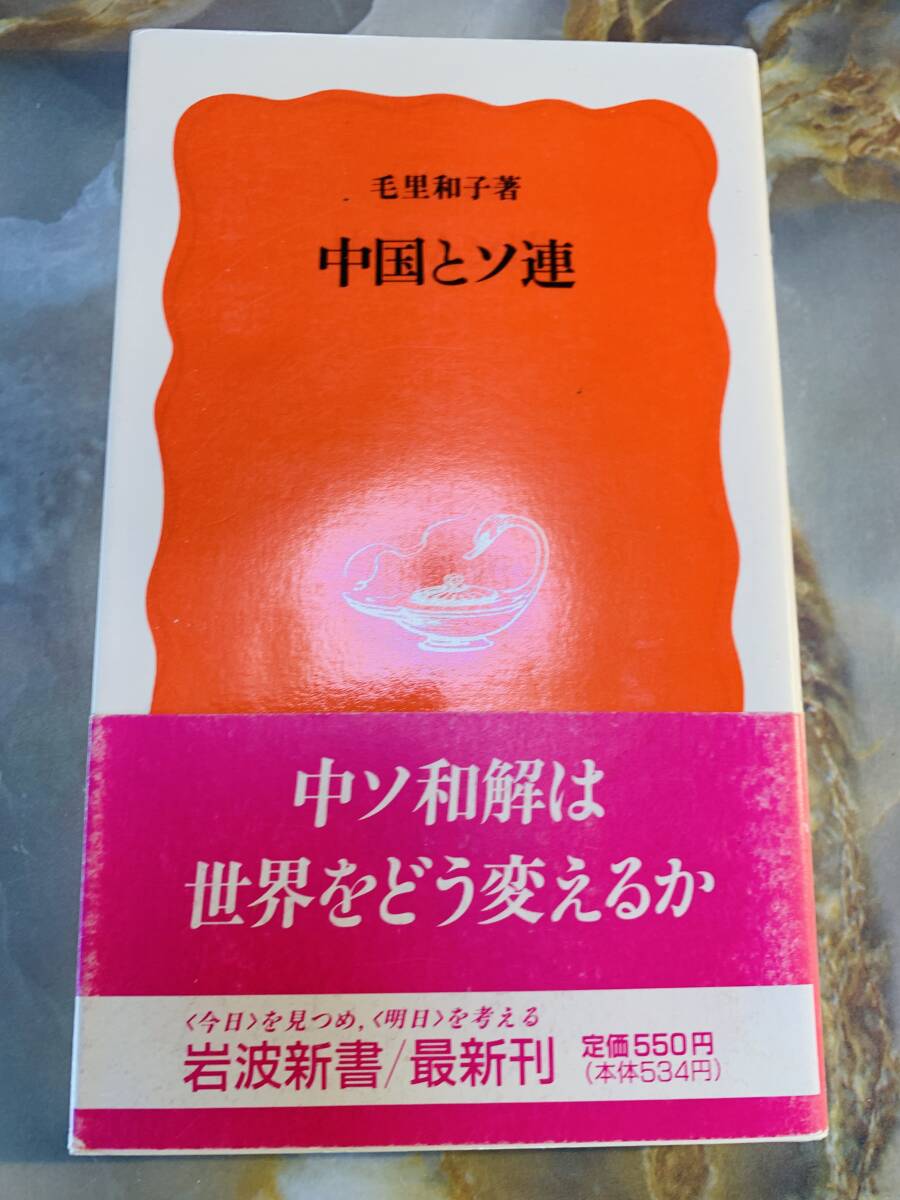 毛里和子著
中国とソ連
中ソ和解は
世界をどう変えるか
〈今日〉を見つめ,〈明日〉を考える
岩波新書/最新刊
定価550円
(本体534円)